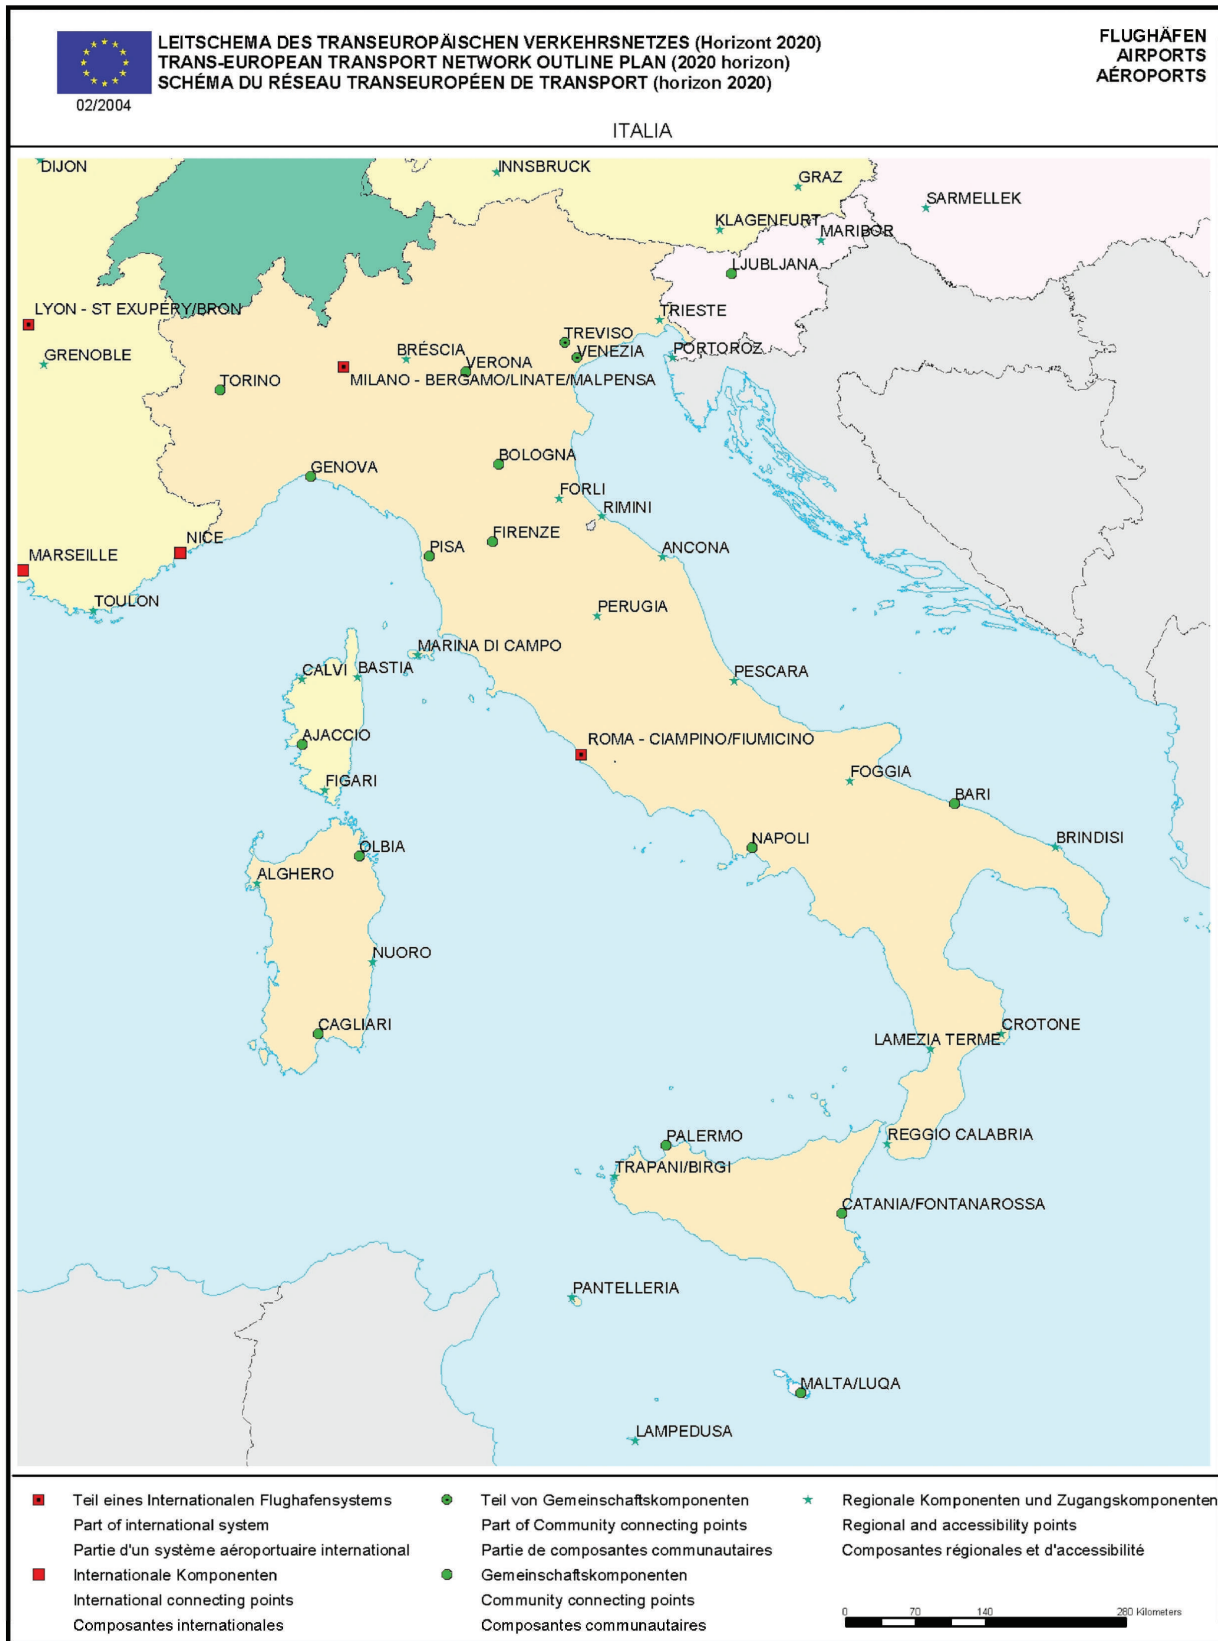 LEITSCHEMA DES TRANSEUROPÄISCHEN VERKEHRSNETZES (Horizont 2020)
TRANS-EUROPEAN TRANSPORT NETWORK OUTLINE PLAN (2020 horizon)
SCHÉMA DU RÉSEAU TRANSEUROPÉEN DE TRANSPORT (horizon 2020)
FLUGHÄFEN
AIRPORTS
AÉROPORTS
02/2004
ITALIA
DIJON
INNSBRUCK
GRAZ
SARMELLEK
KLAGENFURT
MARIBOR
LJUBLJANA
LYON - ST EXUPERY/BRON
TRIESTE
TREVISO
GRENOBLE
BRÉSCIA
VENEZIA
PORTOROZ
VERONA
TORINO
MILANO - BERGAMO/LINATE/MALPENSA
BOLOGNA
GENOVA
FORLI
RIMINI
FIRENZE
NICE
PISA
ANCONA
MARSEILLE
TOULON
PERUGIA
MARINA DI CAMPO
CALVI
BASTIA
PESCARA
AJACCIO
ROMA - CIAMPINO/FIUMICINO
FIGARI
FOGGIA
BARI
OLBIA
NAPOLI
BRINDISI
ALGHERO
NUORO
CAGLIARI
CROTONE
LAMEZIA TERME
PALERMO
REGGIO CALABRIA
TRAPANI/BIRGI
CATANIA/FONTANAROSSA
PANTELLERIA
MALTA/LUQA
LAMPEDUSA
Teil eines Internationalen Flughafensystems
Part of international system
Partie d'un système aéroportuaire international
Internationale Komponenten
International connecting points
Composantes internationales
Teil von Gemeinschaftskomponenten
Part of Community connecting points
Partie de composantes communautaires
Gemeinschaftskomponenten
Community connecting points
Composantes communautaires
Regionale Komponenten und Zugangskomponenten
Regional and accessibility points
Composantes régionales et d'accessibilité
0 70 140 280 Kilometers